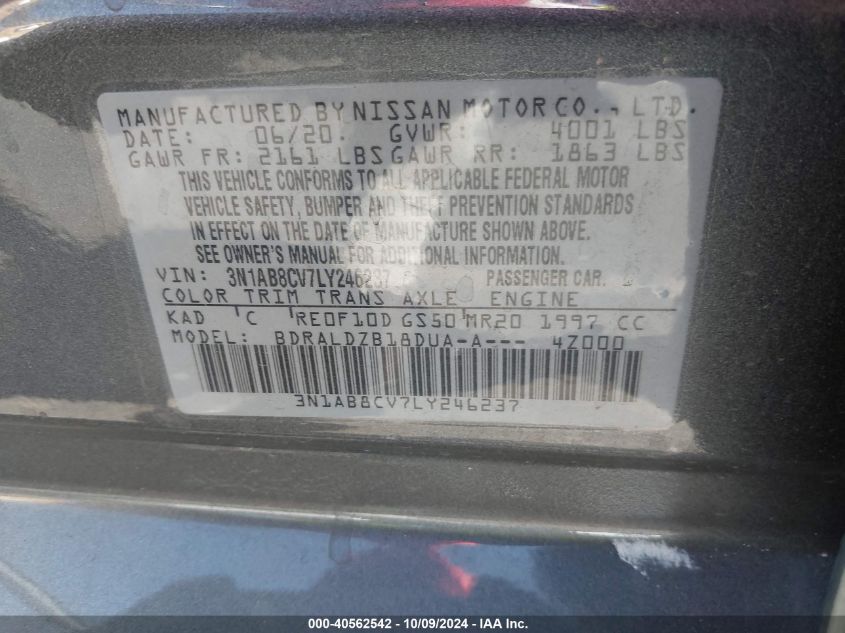 MANUFACTURED BY NISSAN MOTOR CO., LTD.
DATE: 06/20. GVWR: 4001 LBS
GAWR FR: 2161 LBS GAWR RR: 1863 LBS
THIS VEHICLE CONFORMS TO ALL APPLICABLE FEDERAL MOTOR
VEHICLE SAFETY, BUMPER AND THEFT PREVENTION STANDARDS
IN EFFECT ON THE DATE OF MANUFACTURE SHOWN ABOVE.
SEE OWNER'S MANUAL FOR ADDITIONAL INFORMATION.
VIN: 3N1AB8CV7LY246237 PASSENGER CAR.
COLOR TRIM TRANS AXLE ENGINE
KAD C RE0F10D GS50 MR20 1997 CC
MODEL: BDRALDZB18DUA-A--- 4Z000
3N1AB8CV7LY246237
000-40562542 - 10/09/2024 - IAA Inc.